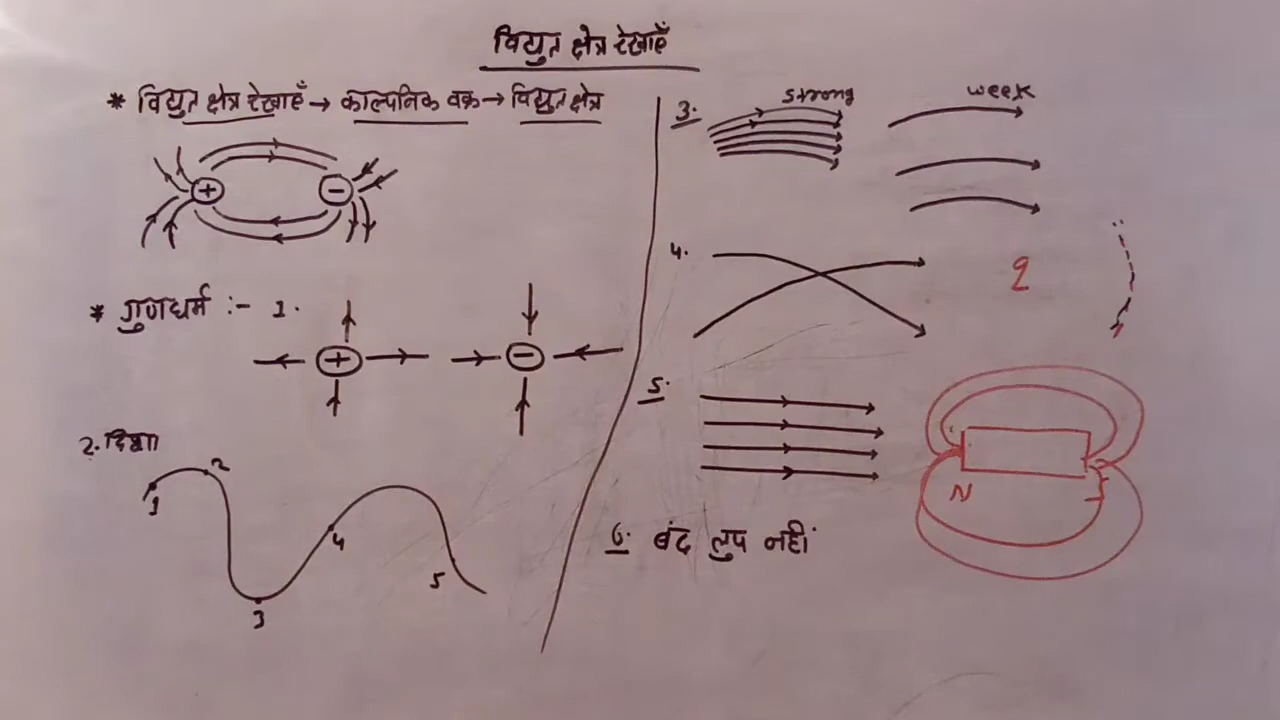 विद्युत क्षेत्र रेखाएँ
* विद्युत क्षेत्र रेखाएँ → काल्पनिक वक्र → विद्युत क्षेत्र
+ -
* गुणधर्म :- 1.
+ -
2. दिशा
1 2 3 4 5
3. strong week
4.
q
5.
N S
6. बंद लुप नहीं